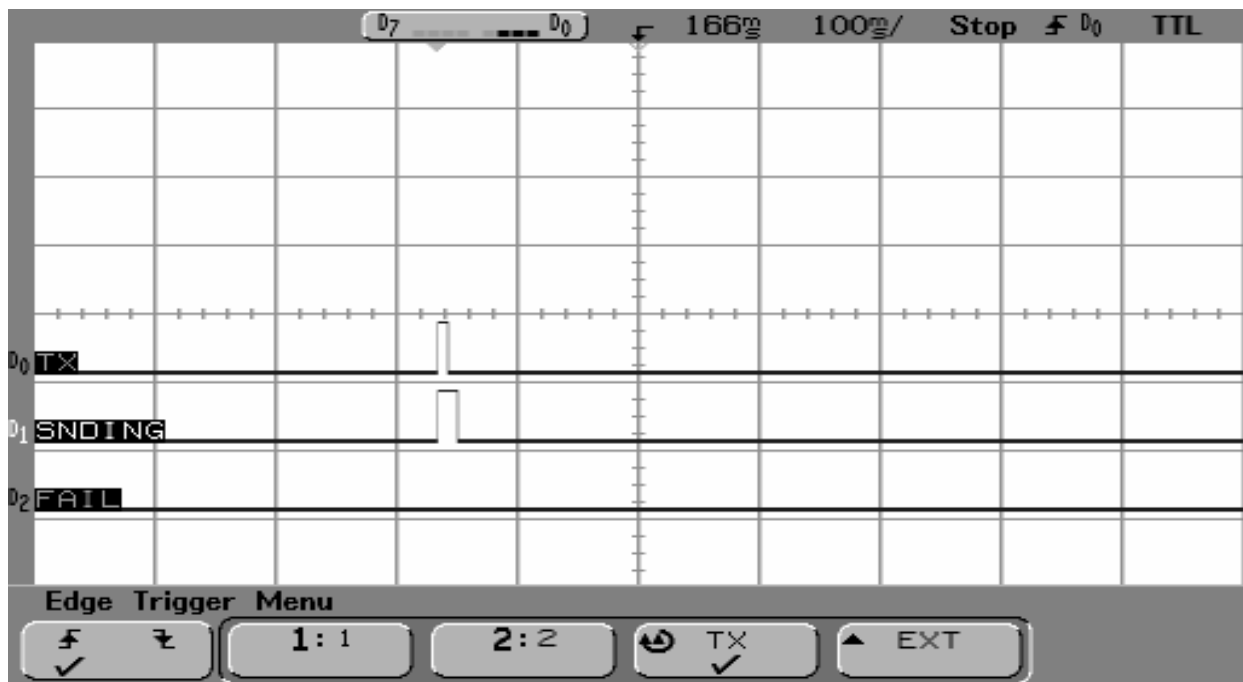 D7 D0 166ms 100ms/ Stop D0 TTL
D0 TX
D1 SNDING
D2 FAIL
Edge Trigger Menu
1: 1 2: 2 TX EXT